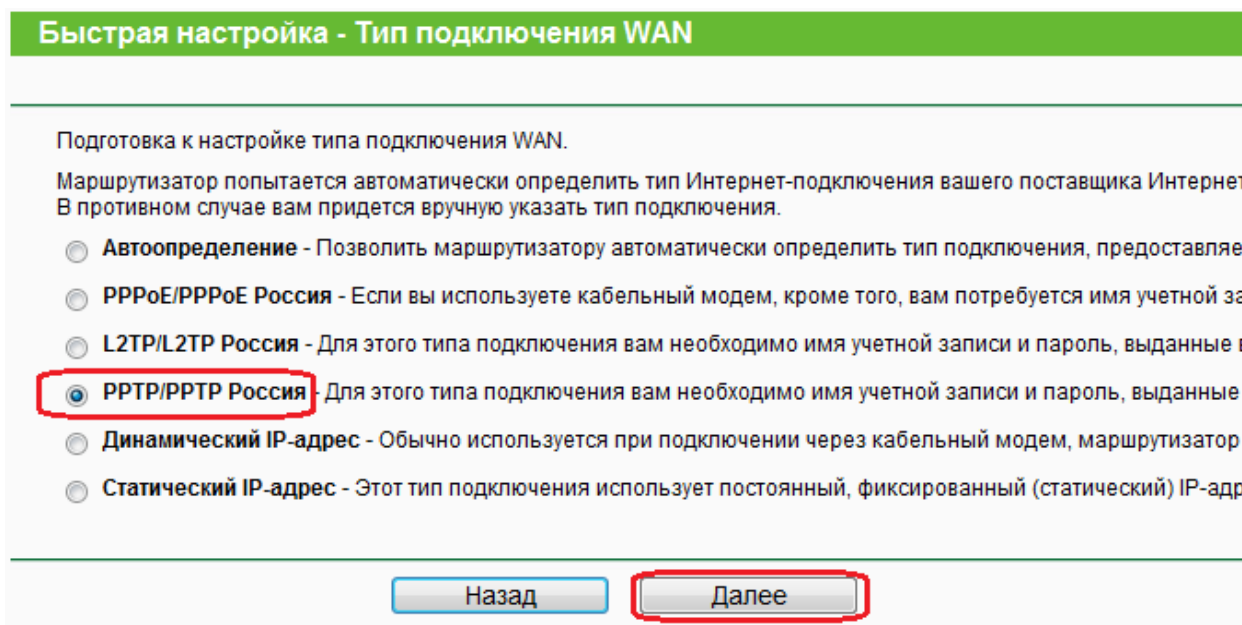 Быстрая настройка - Тип подключения WAN
Подготовка к настройке типа подключения WAN.
Маршрутизатор попытается автоматически определить тип Интернет-подключения вашего поставщика Интернет
В противном случае вам придется вручную указать тип подключения.
Автоопределение - Позволить маршрутизатору автоматически определить тип подключения, предоставляе
PPPoE/PPPoE Россия - Если вы используете кабельный модем, кроме того, вам потребуется имя учетной за
L2TP/L2TP Россия - Для этого типа подключения вам необходимо имя учетной записи и пароль, выданные в
PPTP/PPTP Россия - Для этого типа подключения вам необходимо имя учетной записи и пароль, выданные
Динамический IP-адрес - Обычно используется при подключении через кабельный модем, маршрутизатор
Статический IP-адрес - Этот тип подключения использует постоянный, фиксированный (статический) IP-адр
Назад
Далее